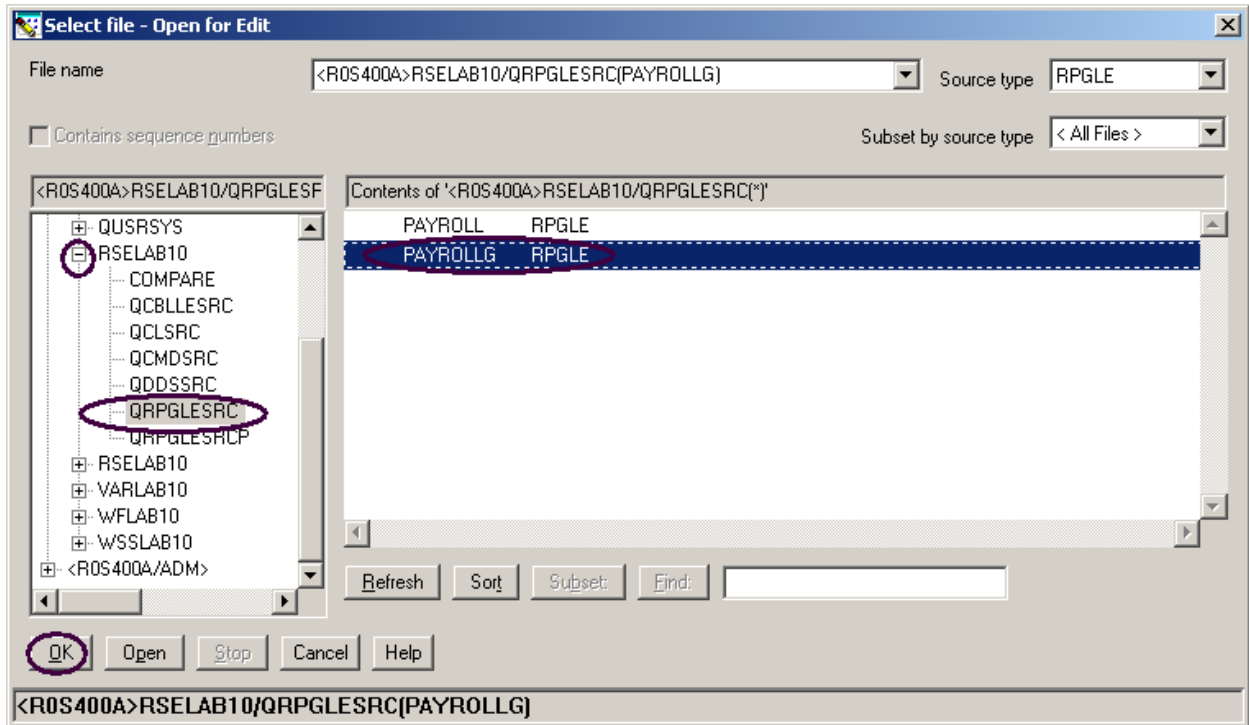 Select file - Open for Edit
File name
<R0S400A>RSELAB10/QRPGLESRC(PAYROLLG)
Source type
RPGLE
Contains sequence numbers
Subset by source type
< All Files >
<R0S400A>RSELAB10/QRPGLESF
Contents of '<R0S400A>RSELAB10/QRPGLESRC(*)'
QUSRSYS
RSELAB10
COMPARE
QCBLLESRC
QCLSRC
QCMDSRC
QDDSSRC
QRPGLESRC
QRPGLESRCP
RSELAB10
VARLAB10
WFLAB10
WSSLAB10
<R0S400A/ADM>
PAYROLL RPGLE
PAYROLLG RPGLE
Refresh Sort Subset: Find:
OK Open Stop Cancel Help
<R0S400A>RSELAB10/QRPGLESRC(PAYROLLG)